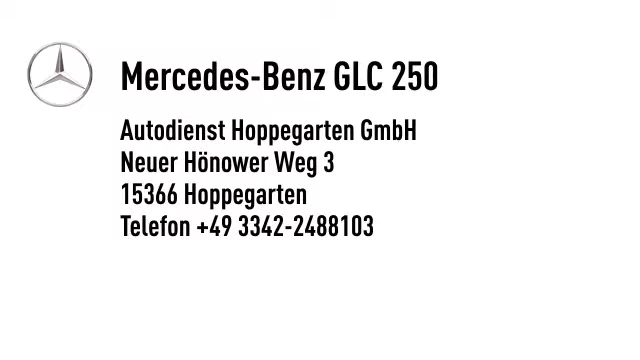 Mercedes-Benz GLC 250
Autodienst Hoppegarten GmbH
Neuer Hönower Weg 3
15366 Hoppegarten
Telefon +49 3342-2488103